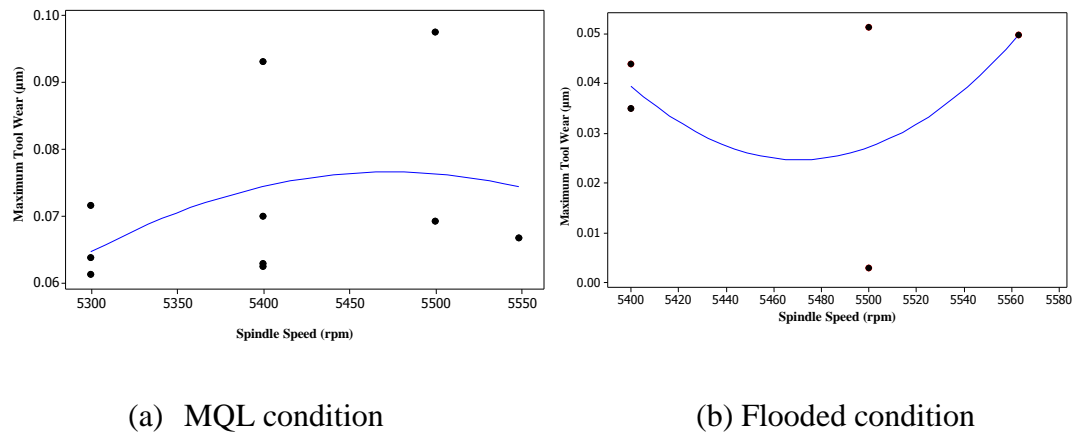 0.10
0.09
0.08
0.07
0.06
Maximum Tool Wear (µm)
5300 5350 5400 5450 5500 5550
Spindle Speed (rpm)
0.05
0.04
0.03
0.02
0.01
0.00
Maximum Tool Wear (µm)
5400 5420 5440 5460 5480 5500 5520 5540 5560 5580
Spindle Speed (rpm)
(a) MQL condition
(b) Flooded condition